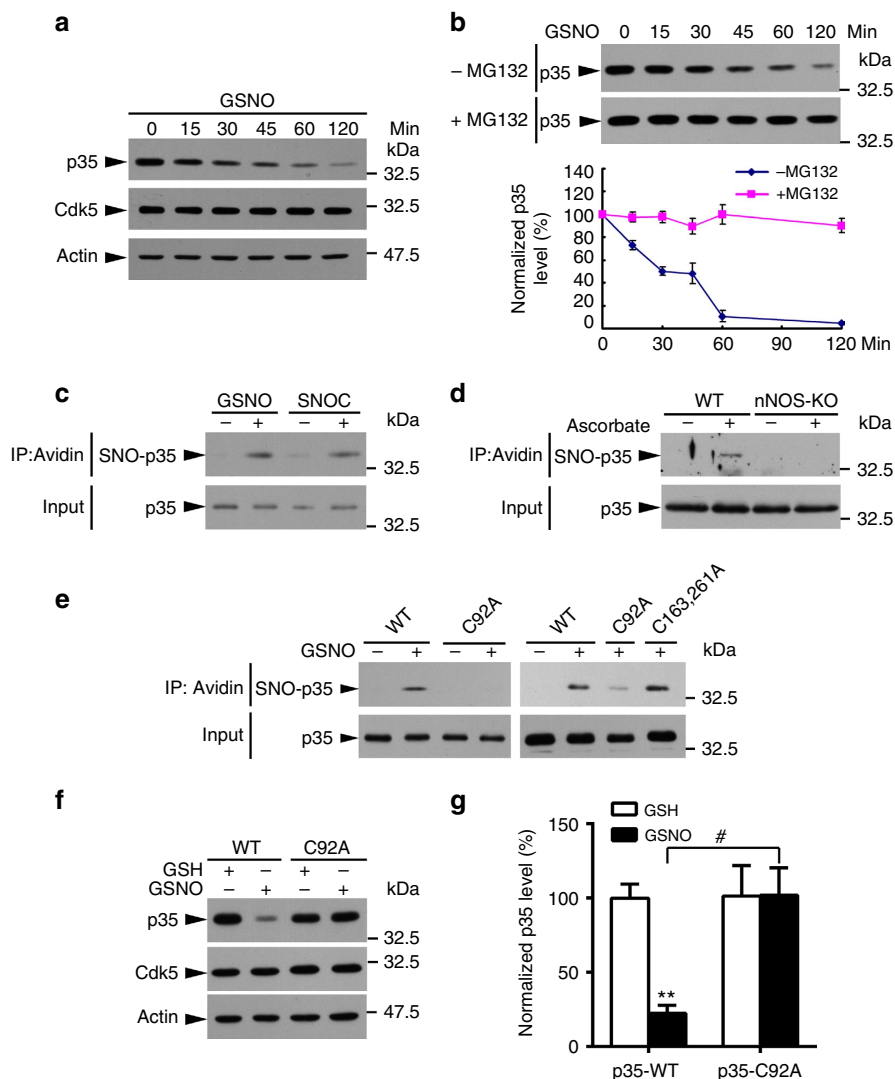 a
GSNO
0 15 30 45 60 120 Min
kDa
p35
32.5
Cdk5
32.5
Actin
47.5
b
GSNO 0 15 30 45 60 120 Min
kDa
– MG132 p35
32.5
+ MG132 p35
32.5
–MG132
+MG132
Normalized p35
level (%)
140
120
100
80
60
40
20
0
0 30 60 90 120 Min
c
GSNO SNOC
– + – + kDa
IP:Avidin SNO-p35
32.5
Input p35
32.5
d
WT nNOS-KO
Ascorbate – + – + kDa
IP:Avidin SNO-p35
32.5
Input p35
32.5
e
WT C92A WT C92A C163,261A
GSNO – + – + – + + + kDa
IP: Avidin SNO-p35
32.5
Input p35
32.5
f
WT C92A
GSH + – + –
GSNO – + – + kDa
p35
32.5
Cdk5
32.5
Actin
47.5
g
GSH
GSNO
Normalized p35 level (%)
150
100
50
0
#
**
p35-WT p35-C92A